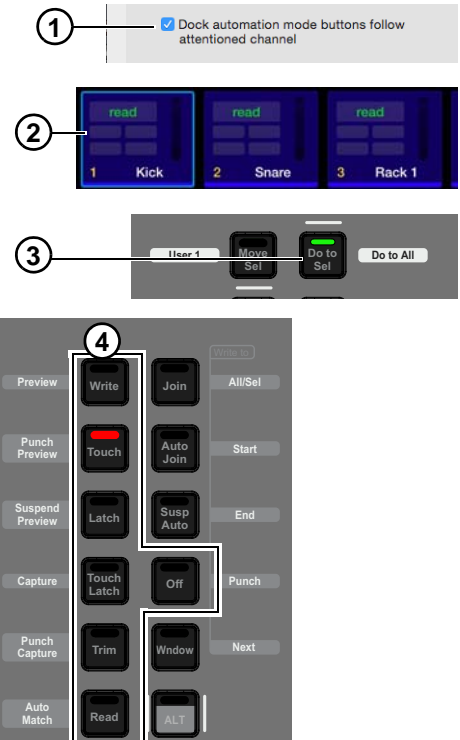 1
Dock automation mode buttons follow
attentioned channel
2
read
read
read
1 Kick
2 Snare
3 Rack 1
3
User 1
Move
Sel
Do to
Sel
Do to All
4
Write to
Preview
Write
Join
All/Sel
Punch
Preview
Touch
Auto
Join
Start
Suspend
Preview
Latch
Susp
Auto
End
Capture
Touch
Latch
Off
Punch
Punch
Capture
Trim
Wndow
Next
Auto
Match
Read
ALT